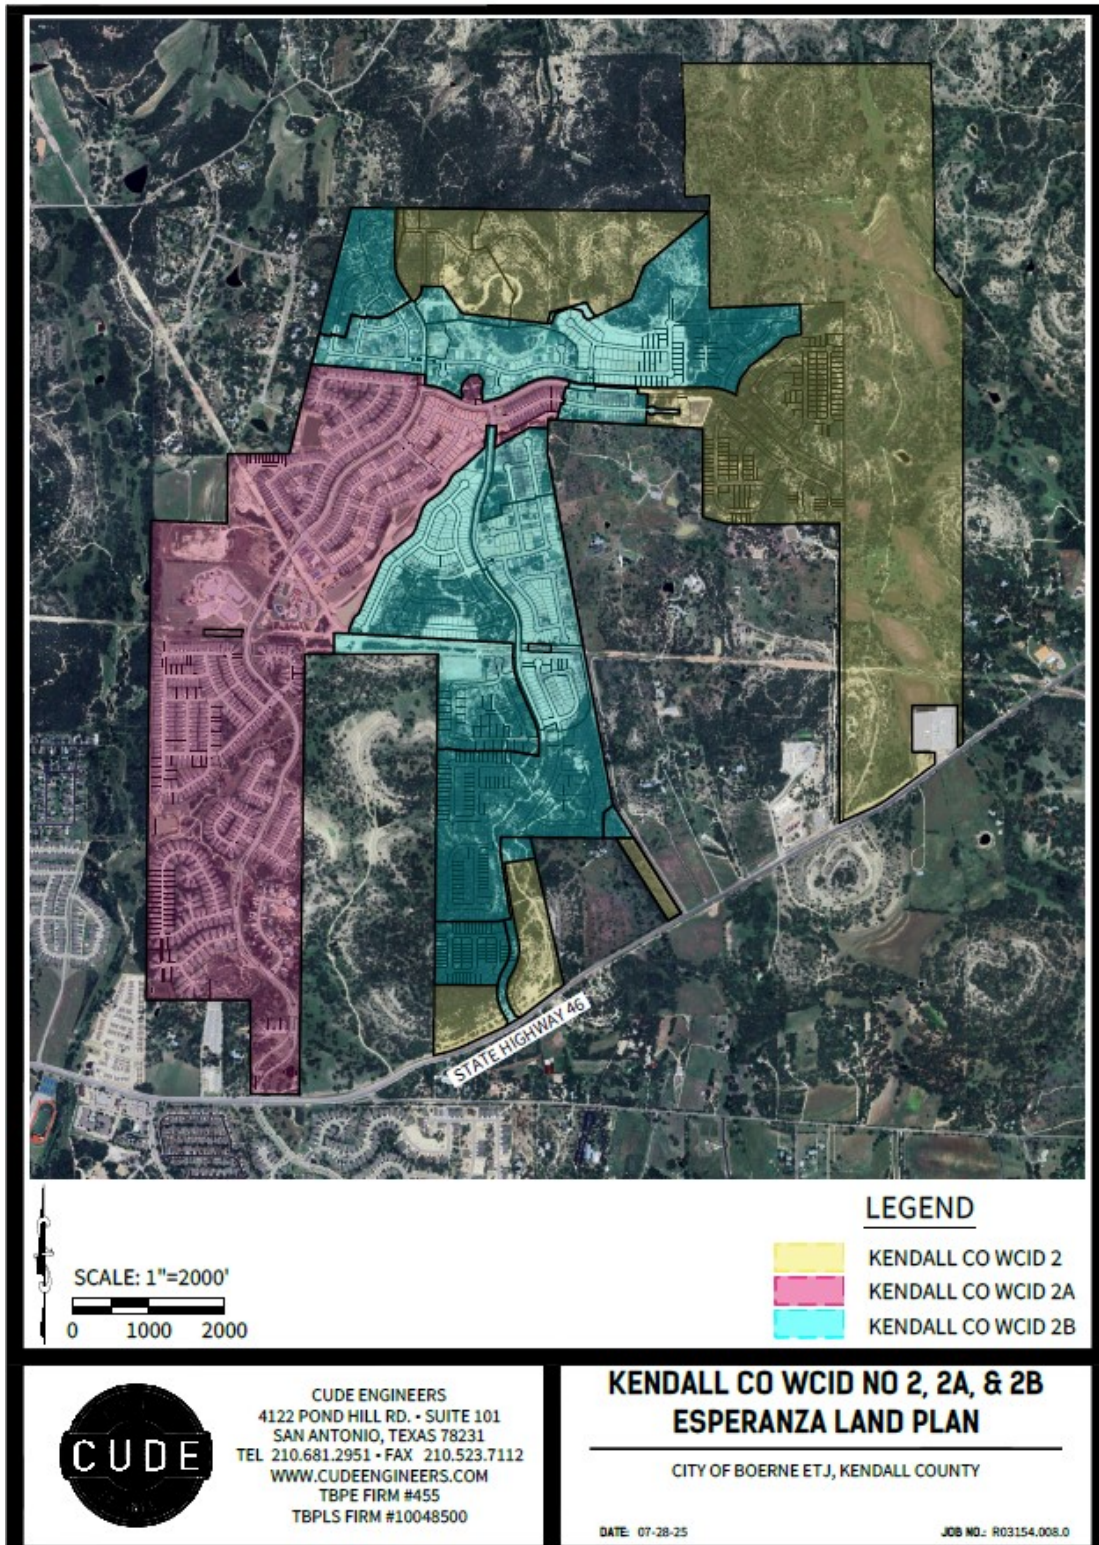 STATE HIGHWAY 46
SCALE: 1"=2000'
0 1000 2000
LEGEND
KENDALL CO WCID 2
KENDALL CO WCID 2A
KENDALL CO WCID 2B
CUDE
CUDE ENGINEERS
4122 POND HILL RD. • SUITE 101
SAN ANTONIO, TEXAS 78231
TEL 210.681.2951 • FAX 210.523.7112
WWW.CUDEENGINEERS.COM
TBPE FIRM #455
TBPLS FIRM #10048500
KENDALL CO WCID NO 2, 2A, & 2B
ESPERANZA LAND PLAN
CITY OF BOERNE ETJ, KENDALL COUNTY
DATE: 07-28-25
JOB NO.: R03154.008.0